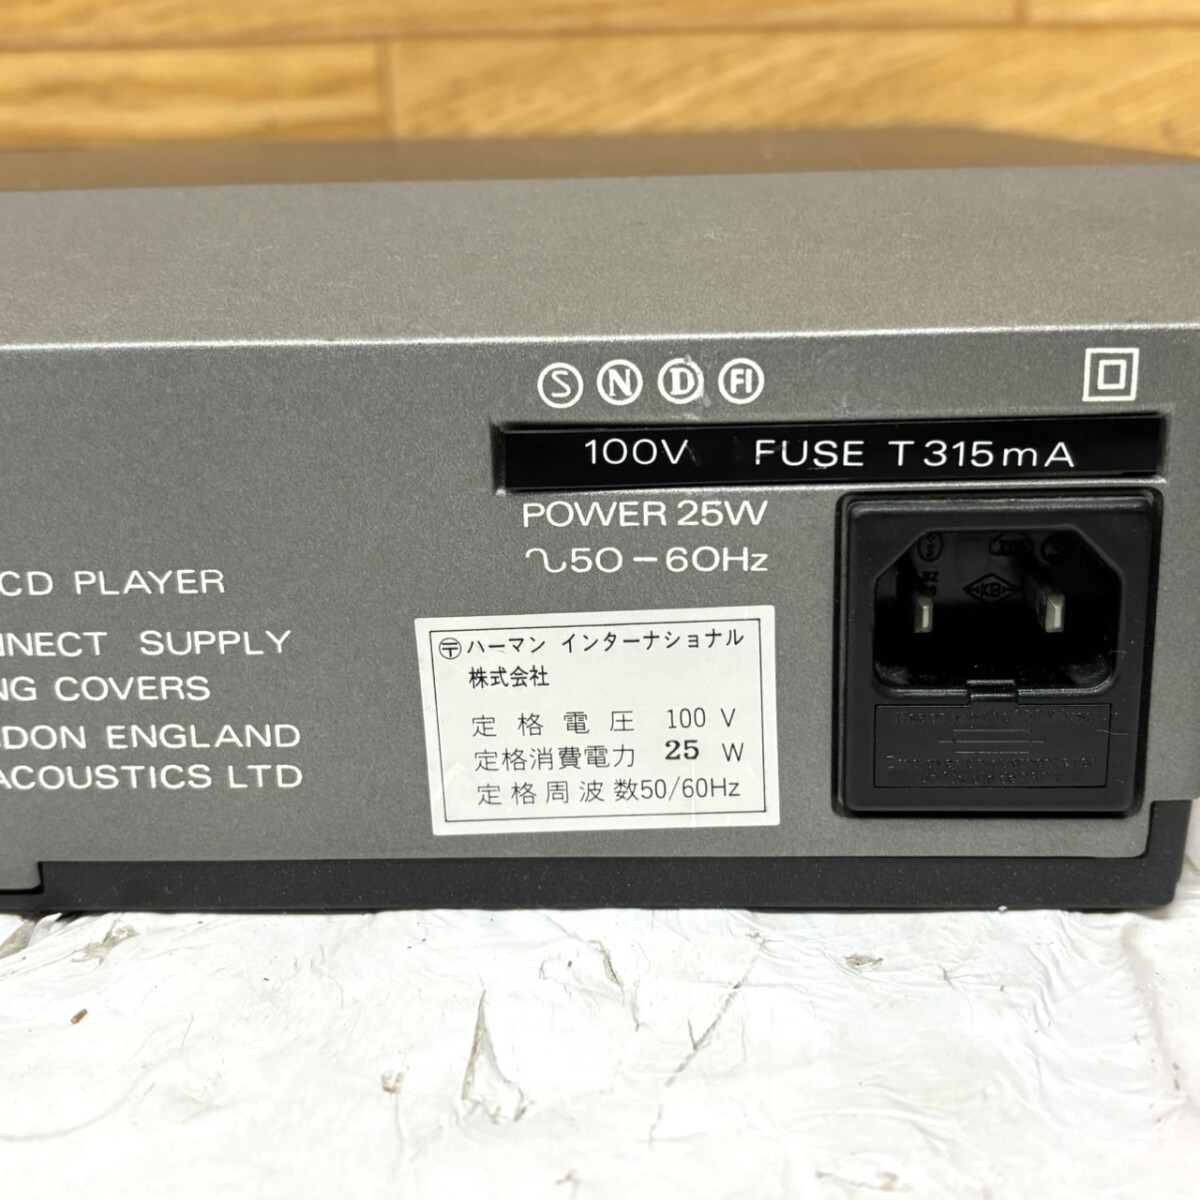 S N D FI
100V FUSE T315mA
POWER 25W
∿50-60Hz
CD PLAYER
NNECT SUPPLY
NG COVERS
DON ENGLAND
ACOUSTICS LTD
〶ハーマン インターナショナル
株式会社
定格電圧 100 V
定格消費電力 25 W
定格周波数50/60Hz